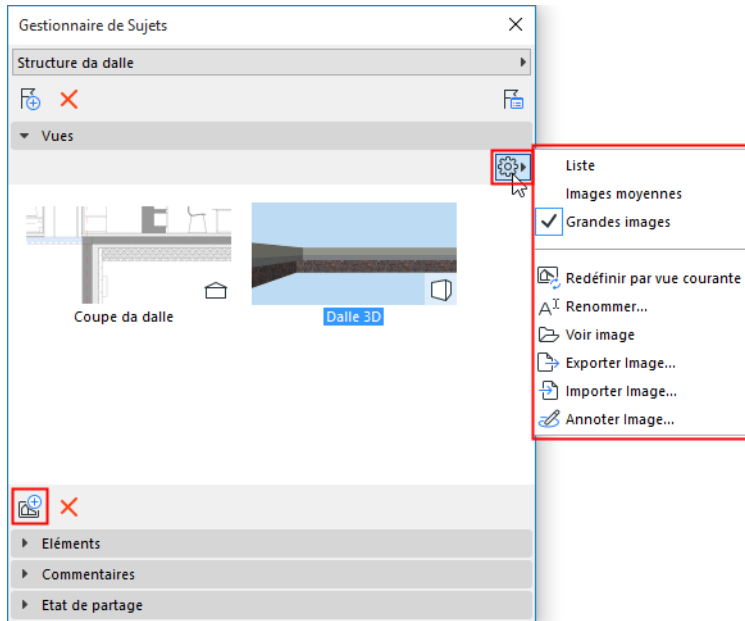 Gestionnaire de Sujets
Structure da dalle
Vues
Liste
Images moyennes
Grandes images
Redéfinir par vue courante
Renommer...
Voir image
Exporter Image...
Importer Image...
Annoter Image...
Coupe da dalle
Dalle 3D
Eléments
Commentaires
Etat de partage